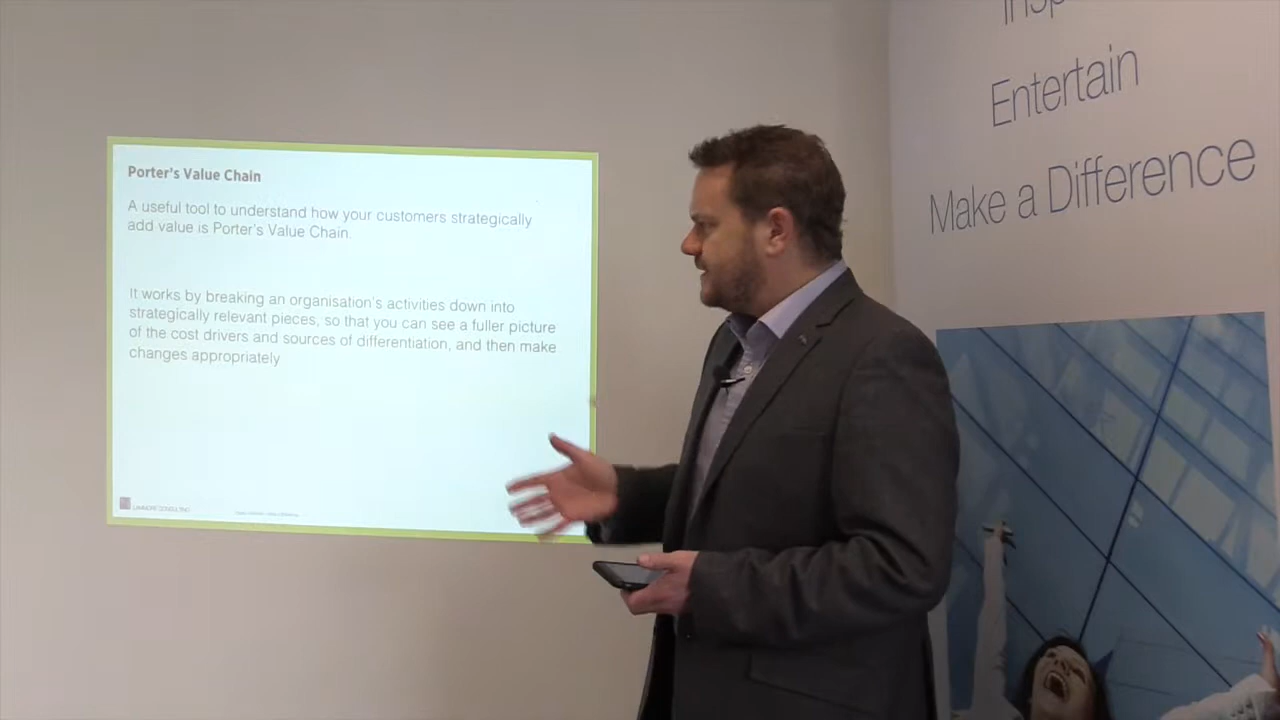 Porter's Value Chain
A useful tool to understand how your customers strategically
add value is Porter's Value Chain.
It works by breaking an organisation's activities down into
strategically relevant pieces, so that you can see a fuller picture
of the cost drivers and sources of differentiation, and then make
changes appropriately
CONSULTING
Entertain
Make a Difference